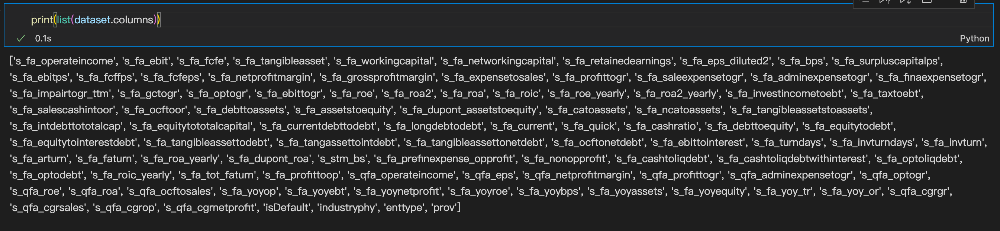 print(list(dataset.columns))
0.1s
Python
['s_fa_operateincome', 's_fa_ebit', 's_fa_fcfe', 's_fa_tangibleasset', 's_fa_workingcapital', 's_fa_networkingcapital', 's_fa_retainedearnings', 's_fa_eps_diluted2', 's_fa_bps', 's_fa_surpluscapitalps',
's_fa_ebitps', 's_fa_fcffps', 's_fa_fcfeps', 's_fa_netprofitmargin', 's_fa_grossprofitmargin', 's_fa_expensetosales', 's_fa_profittogr', 's_fa_saleexpensetogr', 's_fa_adminexpensetogr', 's_fa_finaexpensetogr',
's_fa_impairtogr_ttm', 's_fa_gctogr', 's_fa_optogr', 's_fa_ebittogr', 's_fa_roe', 's_fa_roa2', 's_fa_roa', 's_fa_roic', 's_fa_roe_yearly', 's_fa_roa2_yearly', 's_fa_investincometoebt', 's_fa_taxtoebt',
's_fa_salescashintoor', 's_fa_ocftoor', 's_fa_debttoassets', 's_fa_assetstoequity', 's_fa_dupont_assetstoequity', 's_fa_catoassets', 's_fa_ncatoassets', 's_fa_tangibleassetstoassets',
's_fa_intdebttototalcap', 's_fa_equitytototalcapital', 's_fa_currentdebttodebt', 's_fa_longdebtodebt', 's_fa_current', 's_fa_quick', 's_fa_cashratio', 's_fa_debttoequity', 's_fa_equitytodebt',
's_fa_equitytointerestdebt', 's_fa_tangibleassettodebt', 's_fa_tangassettointdebt', 's_fa_tangibleassettonetdebt', 's_fa_ocftonetdebt', 's_fa_ebittointerest', 's_fa_turndays', 's_fa_invturndays', 's_fa_invturn',
's_fa_arturn', 's_fa_faturn', 's_fa_roa_yearly', 's_fa_dupont_roa', 's_stm_bs', 's_fa_prefinexpense_opprofit', 's_fa_nonopprofit', 's_fa_cashtoliqdebt', 's_fa_cashtoliqdebtwithinterest', 's_fa_optoliqdebt',
's_fa_optodebt', 's_fa_roic_yearly', 's_fa_tot_faturn', 's_fa_profittoop', 's_qfa_operateincome', 's_qfa_eps', 's_qfa_netprofitmargin', 's_qfa_profittogr', 's_qfa_adminexpensetogr', 's_qfa_optogr',
's_qfa_roe', 's_qfa_roa', 's_qfa_ocftosales', 's_fa_yoyop', 's_fa_yoyebt', 's_fa_yoynetprofit', 's_fa_yoyroe', 's_fa_yoybps', 's_fa_yoyassets', 's_fa_yoyequity', 's_fa_yoy_tr', 's_fa_yoy_or', 's_qfa_cgrgr',
's_qfa_cgrsales', 's_qfa_cgrop', 's_qfa_cgrnetprofit', 'isDefault', 'industryphy', 'enttype', 'prov']